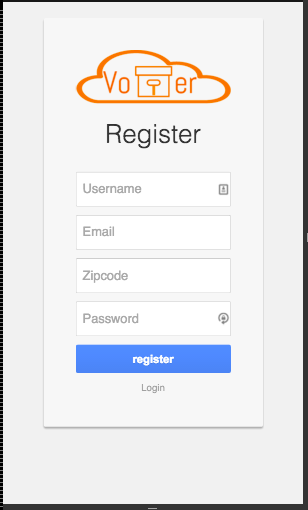 Voter
Register
Username
Email
Zipcode
Password
register
Login